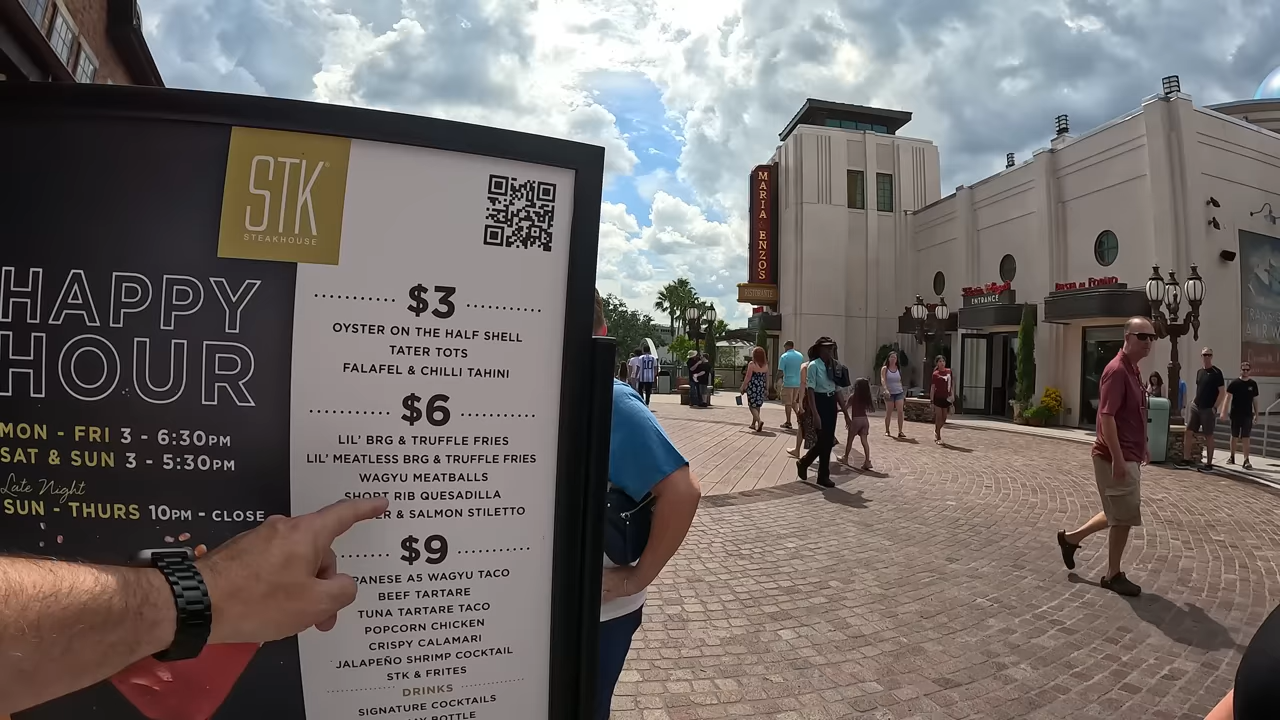 STK
STEAKHOUSE
HAPPY
HOUR
MON - FRI 3 - 6:30PM
SAT & SUN 3 - 5:30PM
Late Night
SUN - THURS 10PM - CLOSE
$3
OYSTER ON THE HALF SHELL
TATER TOTS
FALAFEL & CHILLI TAHINI
$6
LIL' BRG & TRUFFLE FRIES
LIL' MEATLESS BRG & TRUFFLE FRIES
WAGYU MEATBALLS
SHORT RIB QUESADILLA
& SALMON STILETTO
$9
A5 WAGYU TACO
BEEF TARTARE
TUNA TARTARE TACO
POPCORN CHICKEN
CRISPY CALAMARI
JALAPEÑO SHRIMP COCKTAIL
STK & FRITES
DRINKS
SIGNATURE COCKTAILS
BOTTLE
MARIA & ENZO'S
RISTORANTE
ENTRANCE